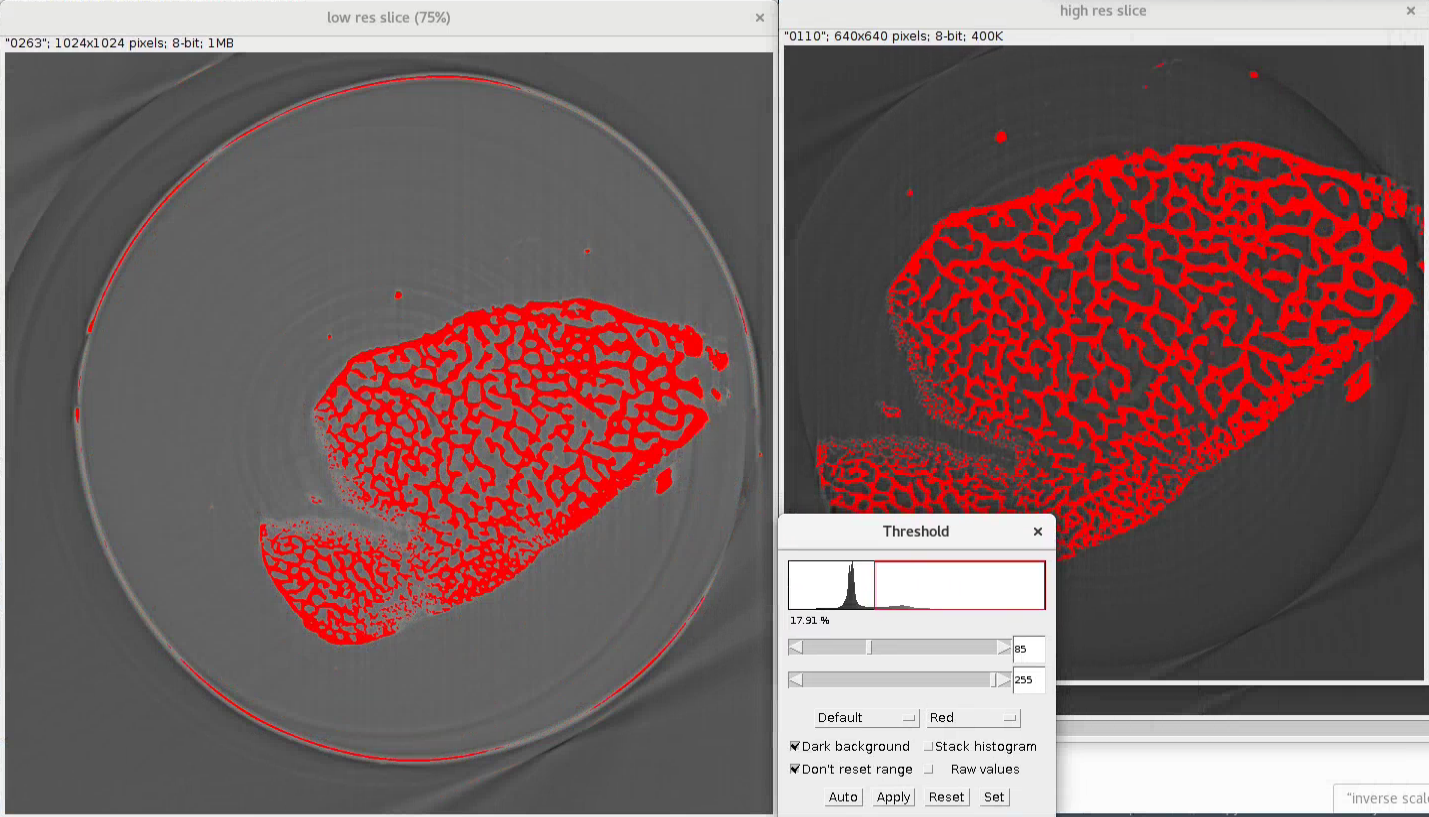 low res slice (75%)
"0263"; 1024x1024 pixels; 8-bit; 1MB
high res slice
"0110"; 640x640 pixels; 8-bit; 400K
Threshold
17.91 %
85
255
Default Red
Dark background Stack histogram
Don't reset range Raw values
Auto Apply Reset Set
"inverse scale